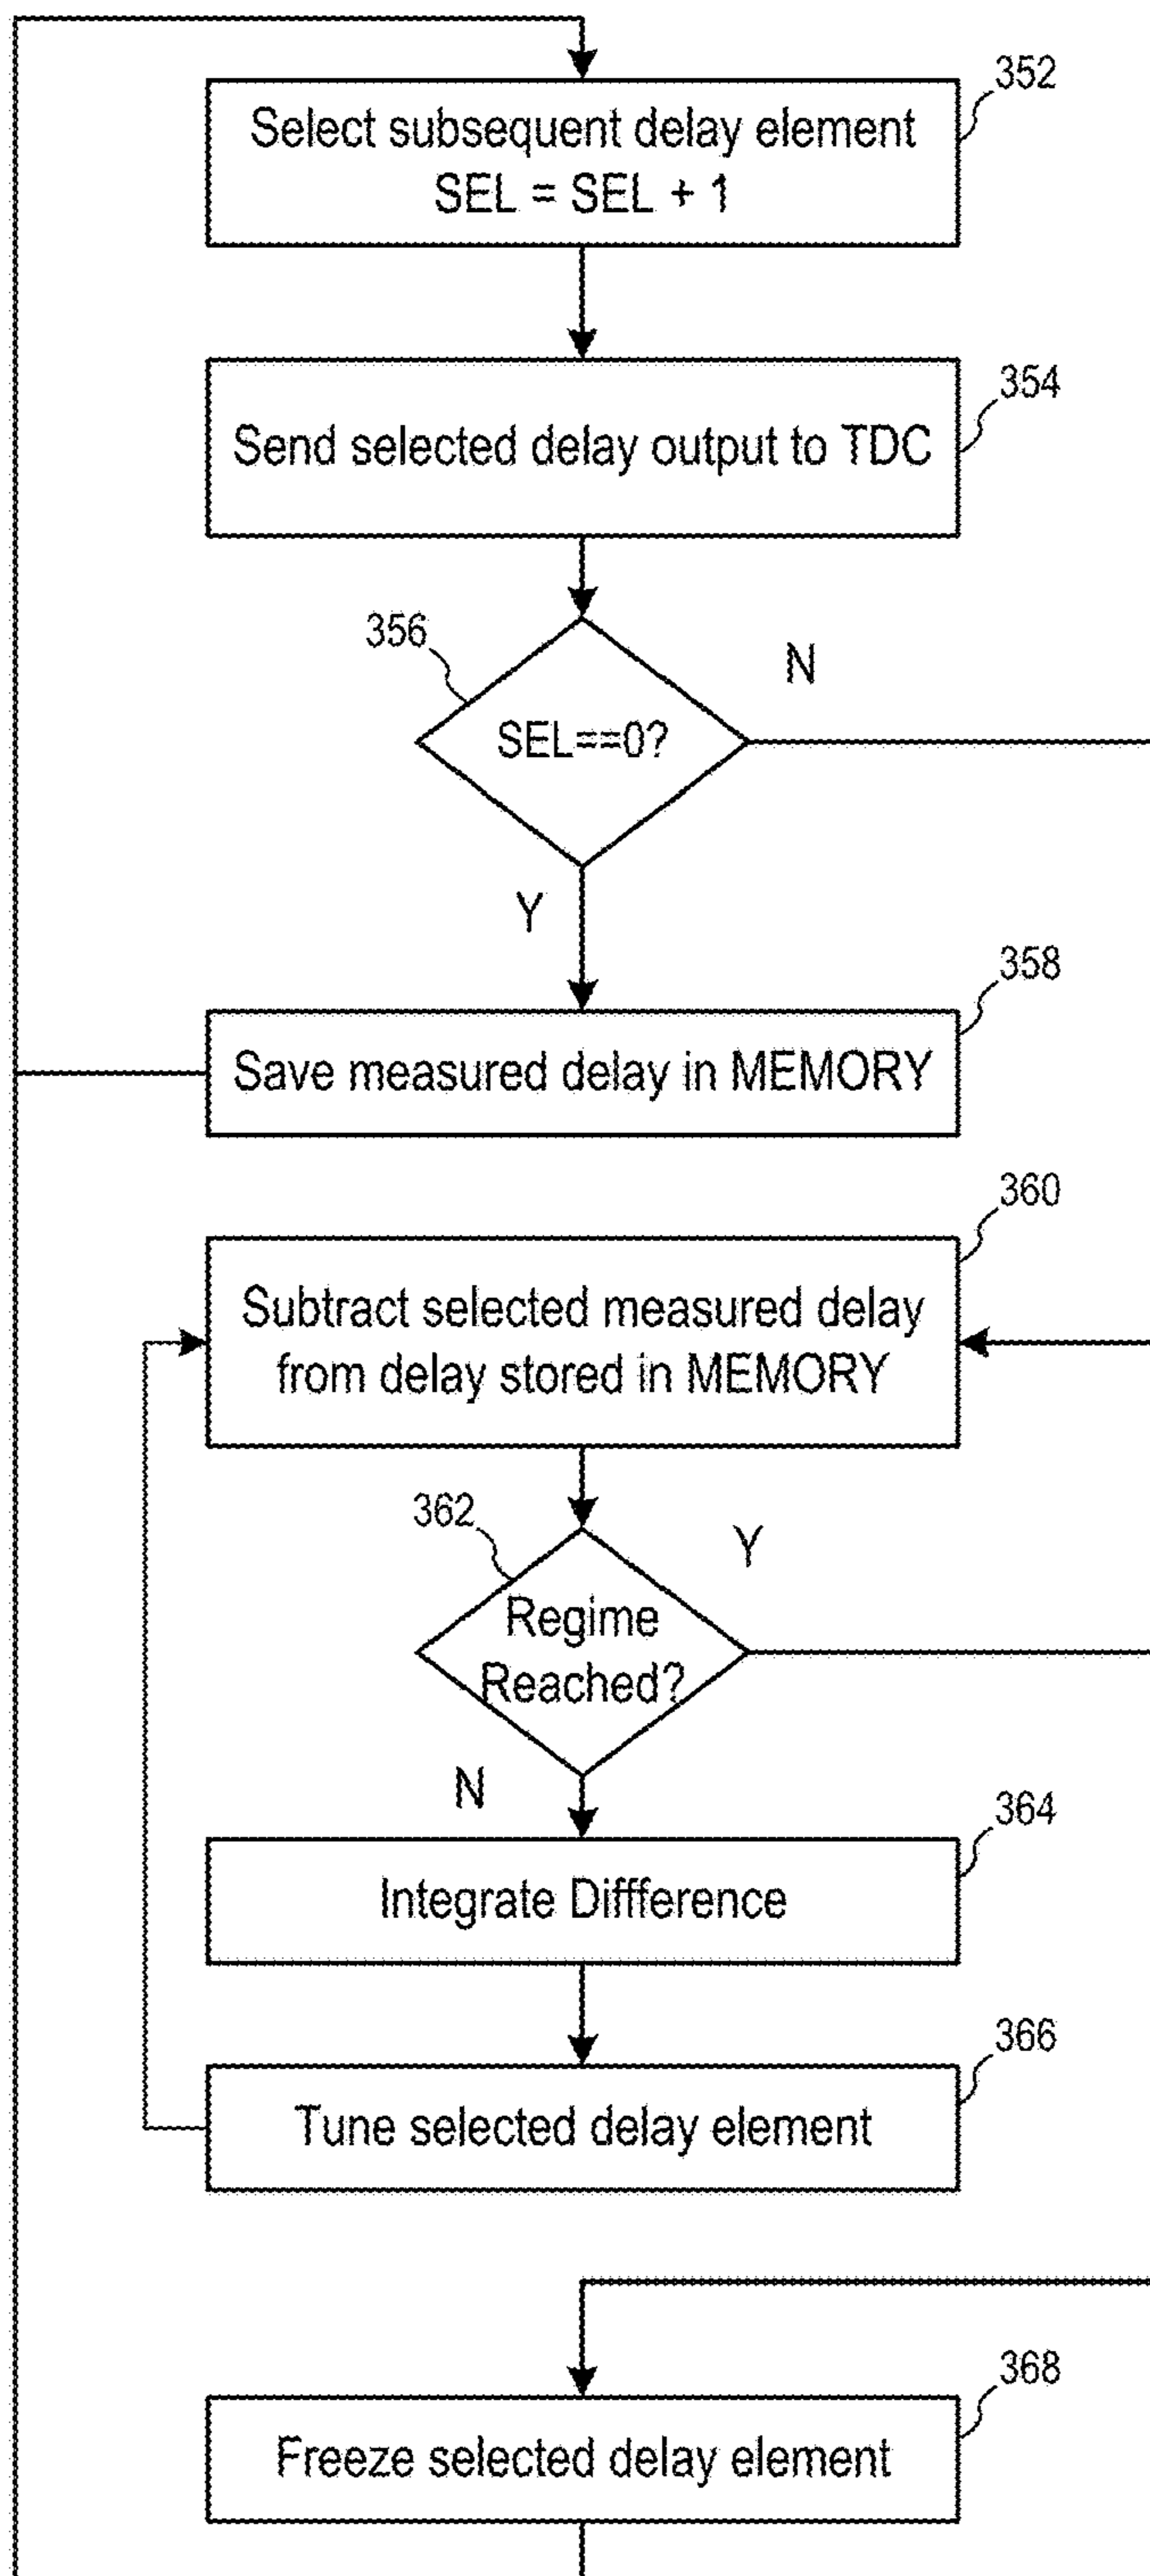 352
Select subsequent delay element
SEL = SEL + 1
354
Send selected delay output to TDC
356
N
SEL==0?
Y
358
Save measured delay in MEMORY
360
Subtract selected measured delay
from delay stored in MEMORY
362
Y
Regime
Reached?
N
364
Integrate Diffference
366
Tune selected delay element
368
Freeze selected delay element